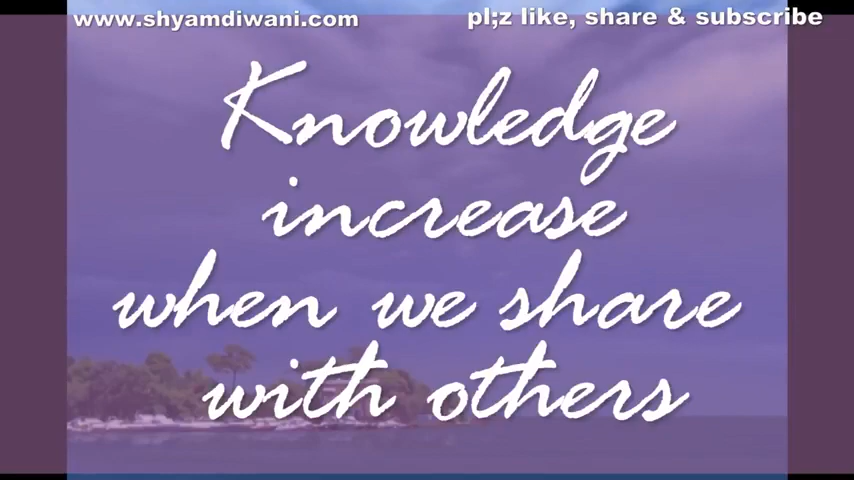 www.shyamdiwani.com pl;z like, share & subscribe
Knowledge
increase
when we share
with others